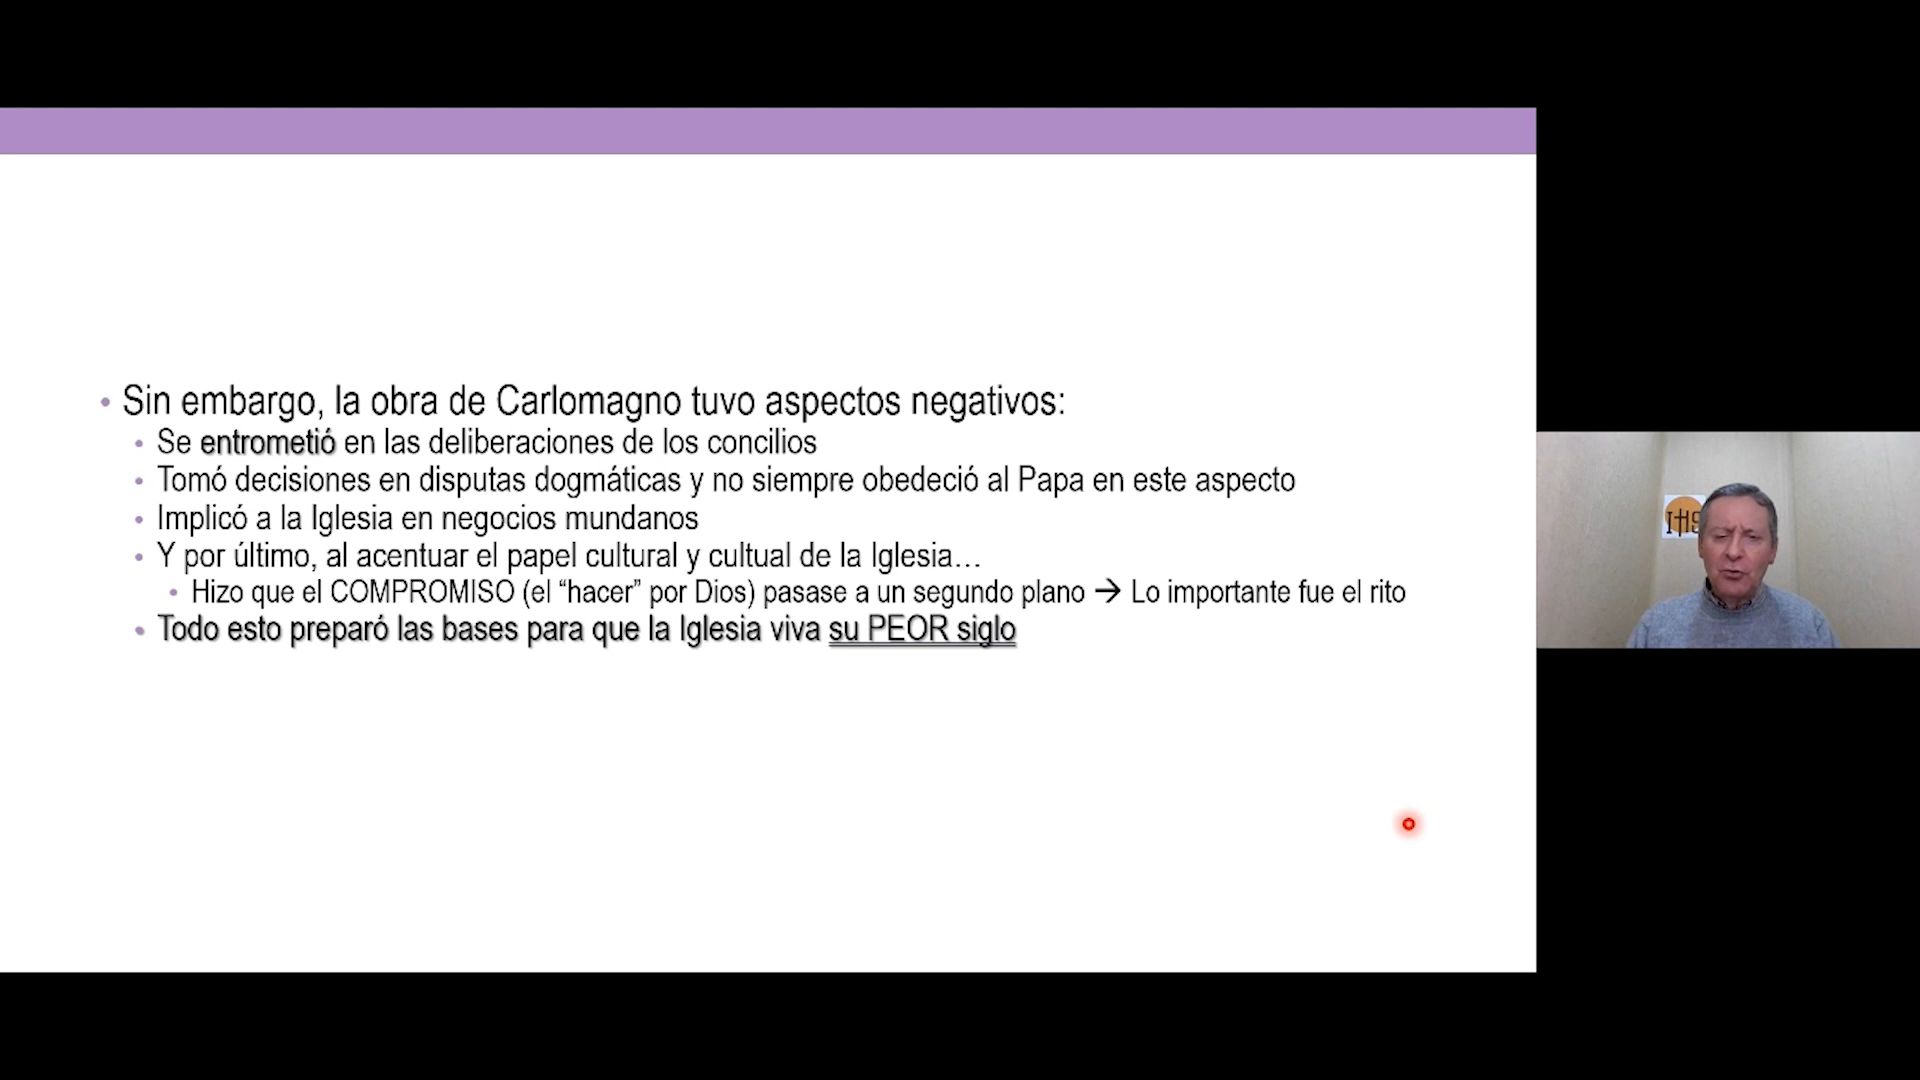 • Sin embargo, la obra de Carlomagno tuvo aspectos negativos:
• Se entrometió en las deliberaciones de los concilios
• Tomó decisiones en disputas dogmáticas y no siempre obedeció al Papa en este aspecto
• Implicó a la Iglesia en negocios mundanos
• Y por último, al acentuar el papel cultural y cultual de la Iglesia…
• Hizo que el COMPROMISO (el “hacer” por Dios) pasase a un segundo plano → Lo importante fue el rito
• Todo esto preparó las bases para que la Iglesia viva su PEOR siglo
IHS